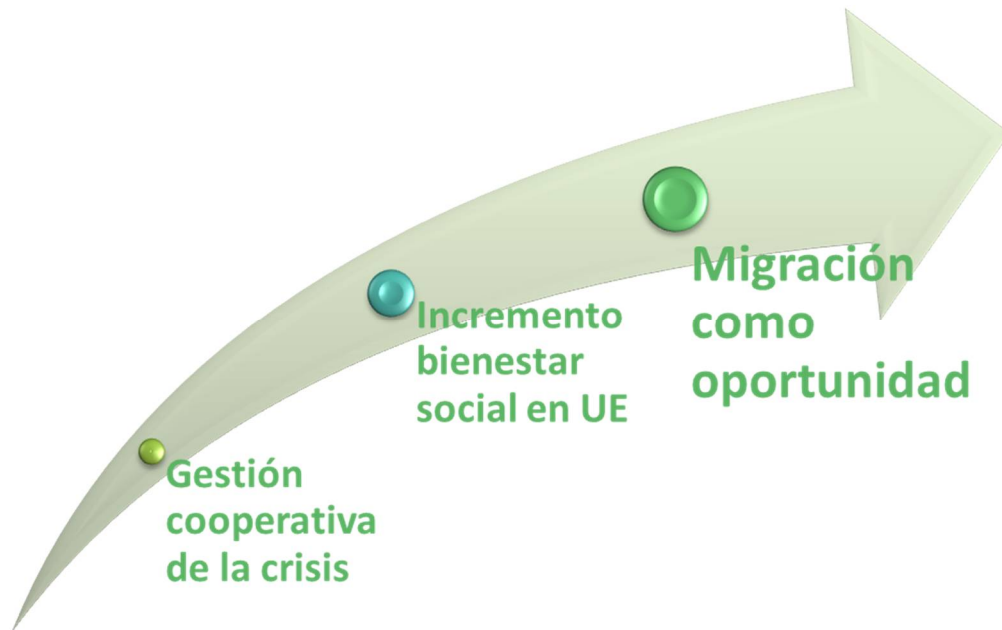 Gestión
cooperativa
de la crisis
Incremento
bienestar
social en UE
Migración
como
oportunidad